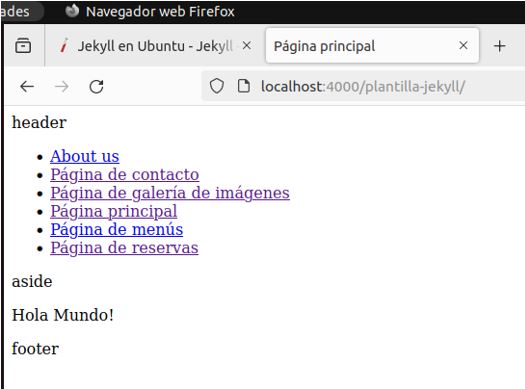 ades
Navegador web Firefox
Jekyll en Ubuntu - Jekyll
Página principal
localhost:4000/plantilla-jekyll/
header
About us
Página de contacto
Página de galería de imágenes
Página principal
Página de menús
Página de reservas
aside
Hola Mundo!
footer